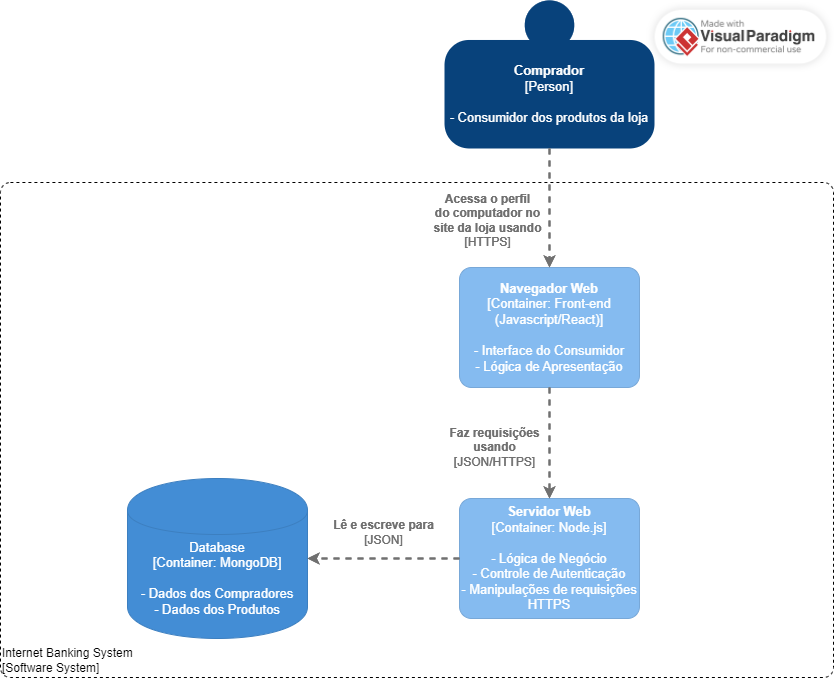 Made with
Visual Paradigm
For non-commercial use
Comprador
[Person]
- Consumidor dos produtos da loja
Acessa o perfil
do computador no
site da loja usando
[HTTPS]
Navegador Web
[Container: Front-end
(Javascript/React)]
- Interface do Consumidor
- Lógica de Apresentação
Faz requisições
usando
[JSON/HTTPS]
Servidor Web
[Container: Node.js]
- Lógica de Negócio
- Controle de Autenticação
- Manipulações de requisições
HTTPS
Lê e escreve para
[JSON]
Database
[Container: MongoDB]
- Dados dos Compradores
- Dados dos Produtos
Internet Banking System
[Software System]